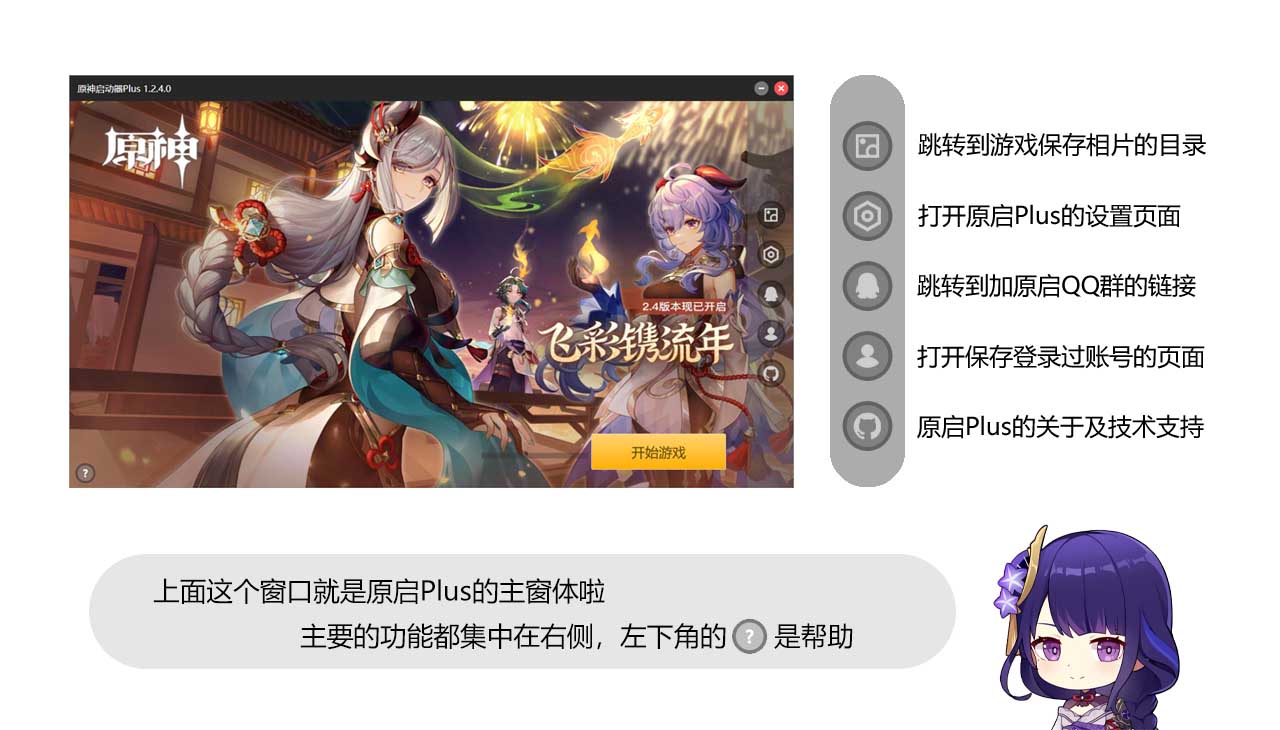 原神启动器Plus 1.2.4.0
原神
2.4版本现已开启
飞彩镌流年
开始游戏
?
跳转到游戏保存相片的目录
打开原启Plus的设置页面
跳转到加原启QQ群的链接
打开保存登录过账号的页面
原启Plus的关于及技术支持
上面这个窗口就是原启Plus的主窗体啦
主要的功能都集中在右侧，左下角的 ? 是帮助